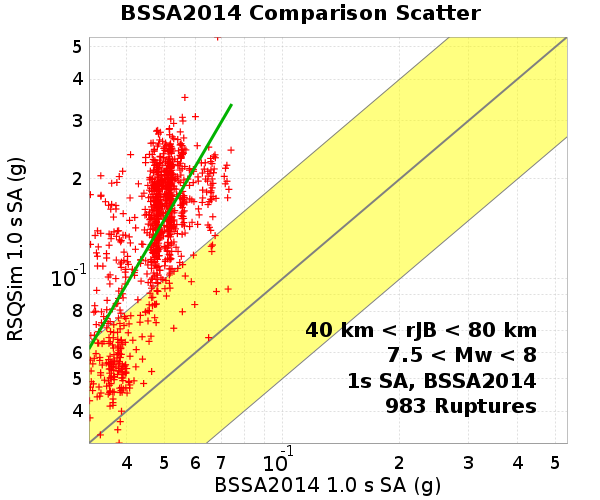 BSSA2014 Comparison Scatter
RSQSim 1.0 s SA (g)
5
4
3
2
10⁻¹
8
6
5
4
40 km < rJB < 80 km
7.5 < Mw < 8
1s SA, BSSA2014
983 Ruptures
4 5 6 7 10⁻¹ 2 3 4 5
BSSA2014 1.0 s SA (g)